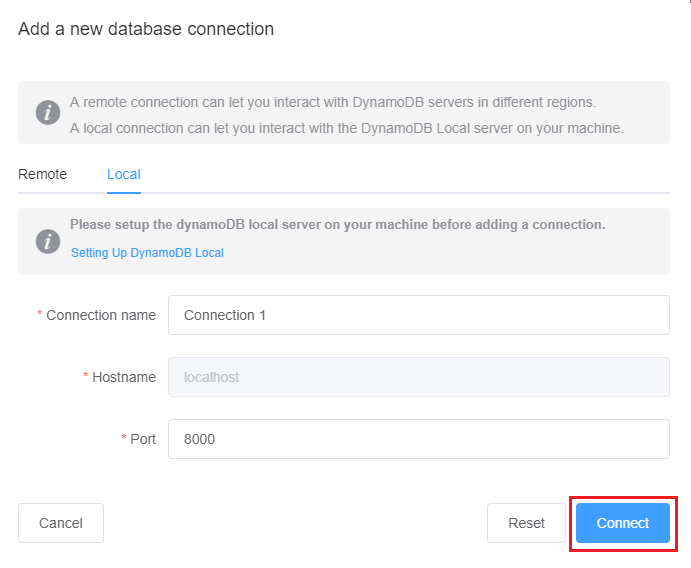 Add a new database connection
A remote connection can let you interact with DynamoDB servers in different regions.
A local connection can let you interact with the DynamoDB Local server on your machine.
Remote Local
Please setup the dynamoDB local server on your machine before adding a connection.
Setting Up DynamoDB Local
* Connection name Connection 1
* Hostname localhost
* Port 8000
Cancel Reset Connect